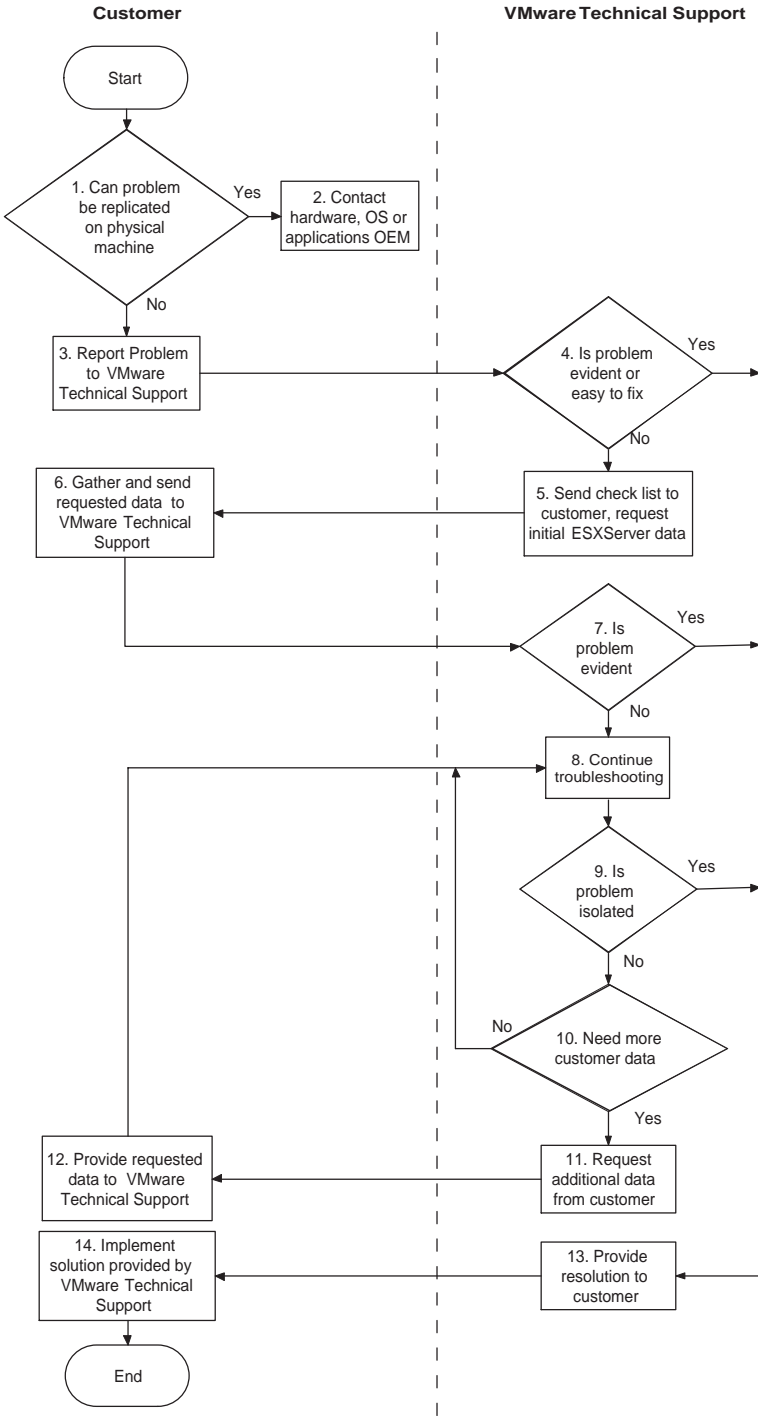 Customer
VMware Technical Support
Start
1. Can problem
be replicated
on physical
machine
Yes
2. Contact
hardware, OS or
applications OEM
No
3. Report Problem
to VMware
Technical Support
4. Is problem
evident or
easy to fix
Yes
No
5. Send check list to
customer, request
initial ESXServer data
6. Gather and send
requested data to
VMware Technical
Support
7. Is
problem
evident
Yes
No
8. Continue
troubleshooting
9. Is
problem
isolated
Yes
No
10. Need more
customer data
No
Yes
11. Request
additional data
from customer
12. Provide requested
data to VMware
Technical Support
13. Provide
resolution to
customer
14. Implement
solution provided by
VMware Technical
Support
End